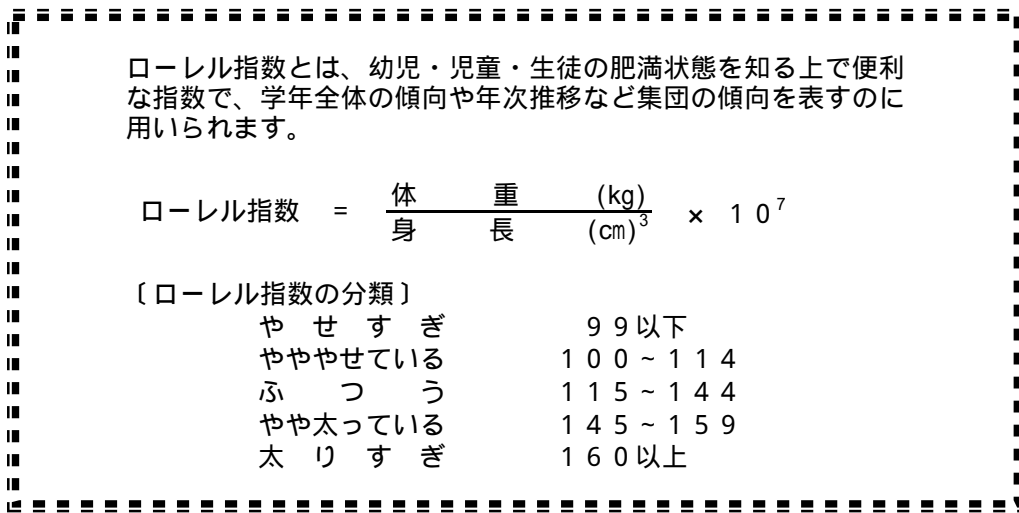 ローレル指数とは、幼児・児童・生徒の肥満状態を知る上で便利
な指数で、学年全体の傾向や年次推移など集団の傾向を表すのに
用いられます。
ローレル指数 = 体重(kg) / 身長(cm)³ × 10⁷
〔ローレル指数の分類〕
やせすぎ 99以下
ややややせている 100~114
ふつう 115~144
やや太っている 145~159
太りすぎ 160以上